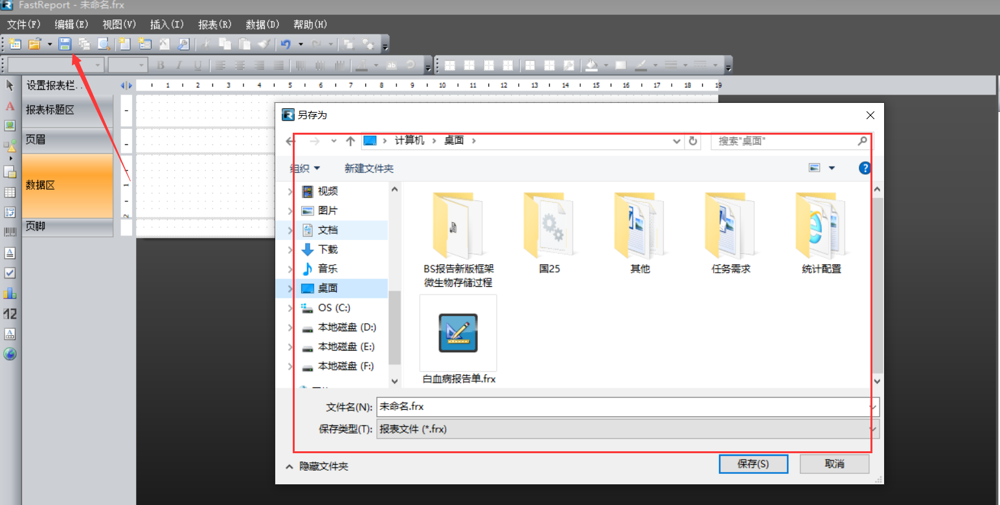 FastReport - 未命名.frx
文件(F) 编辑(E) 视图(V) 插入(I) 报表(R) 数据(D) 帮助(H)
B I U
设置报表栏...
1 2 3 4 5 6 7 8 9 10 11 12 13 14 15 16 17 18 19
报表标题区
页眉
数据区
1
2
页脚
另存为
计算机 桌面
搜索"桌面"
组织 新建文件夹
视频
图片
文档
下载
音乐
桌面
OS (C:)
本地磁盘 (D:)
本地磁盘 (E:)
本地磁盘 (F:)
BS报告新版框架
微生物存储过程
国25
其他
任务需求
统计配置
白血病报告单.frx
文件名(N): 未命名.frx
保存类型(T): 报表文件 (*.frx)
隐藏文件夹
保存(S) 取消